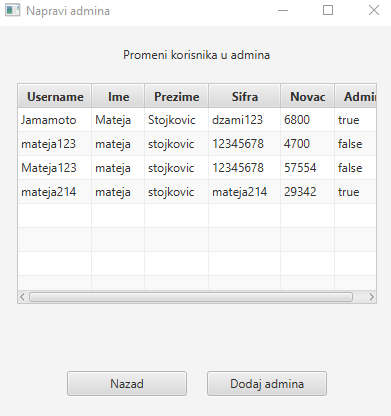 Napravi admina
Promeni korisnika u admina
Username Ime Prezime Sifra Novac Admin
Jamamoto Mateja Stojkovic dzami123 6800 true
mateja123 mateja stojkovic 12345678 4700 false
Mateja123 mateja stojkovic 12345678 57554 false
mateja214 mateja stojkovic mateja214 29342 true
Nazad Dodaj admina